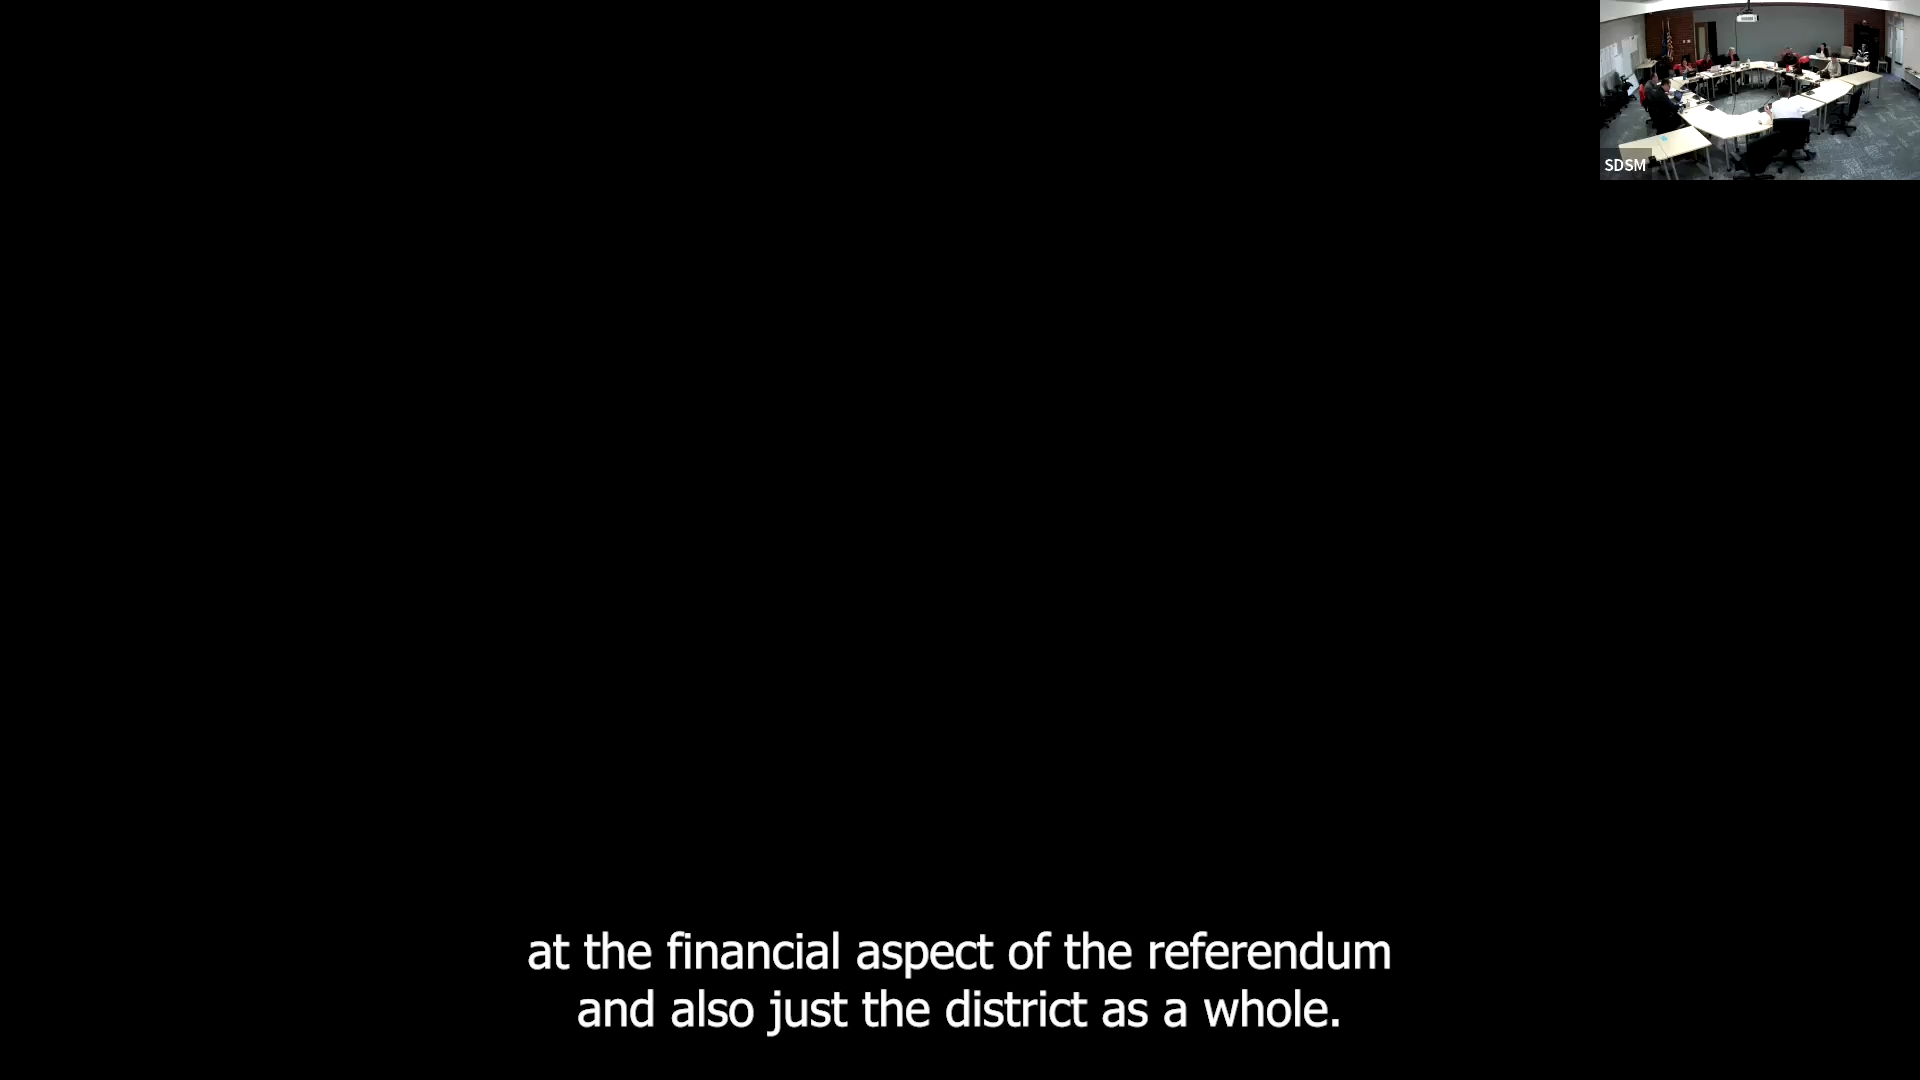 SDSM
at the financial aspect of the referendum
and also just the district as a whole.